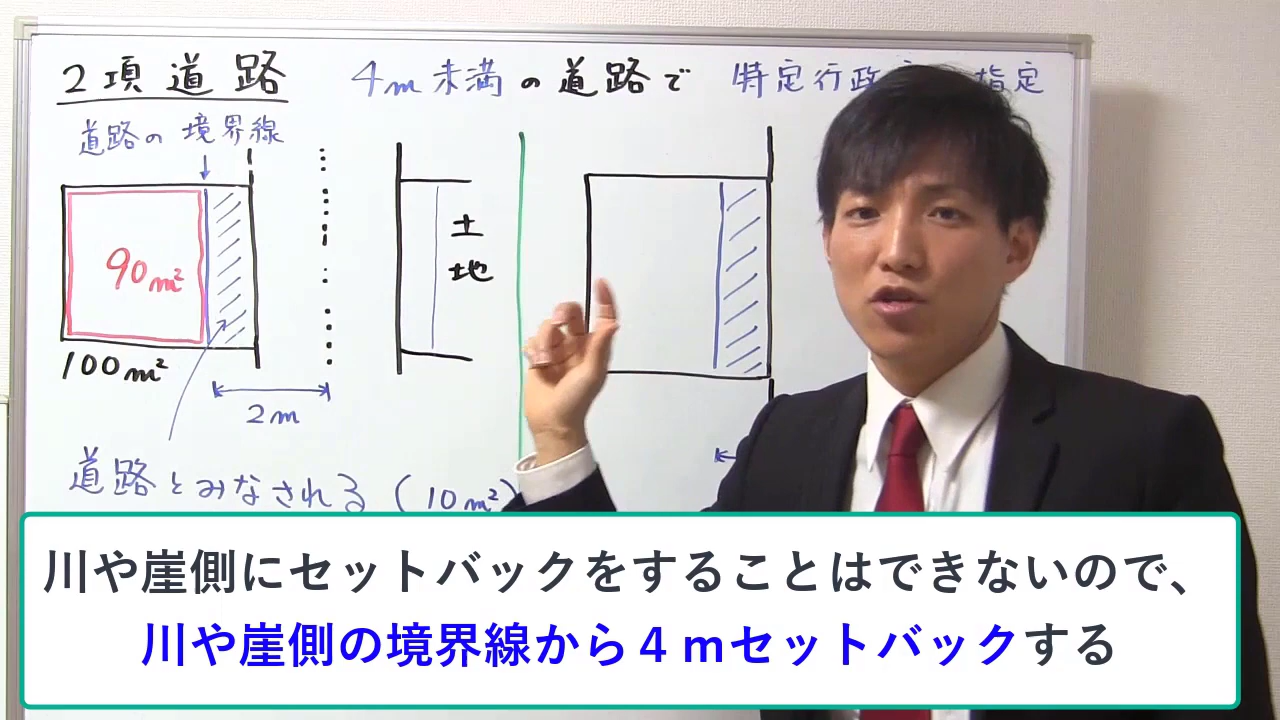 2項道路 4m未満の道路で 特定行政 指定
道路の境界線
90m²
土地
100m²
2m
道路とみなされる(10m²)
川や崖側にセットバックをすることはできないので、
川や崖側の境界線から４ｍセットバックする